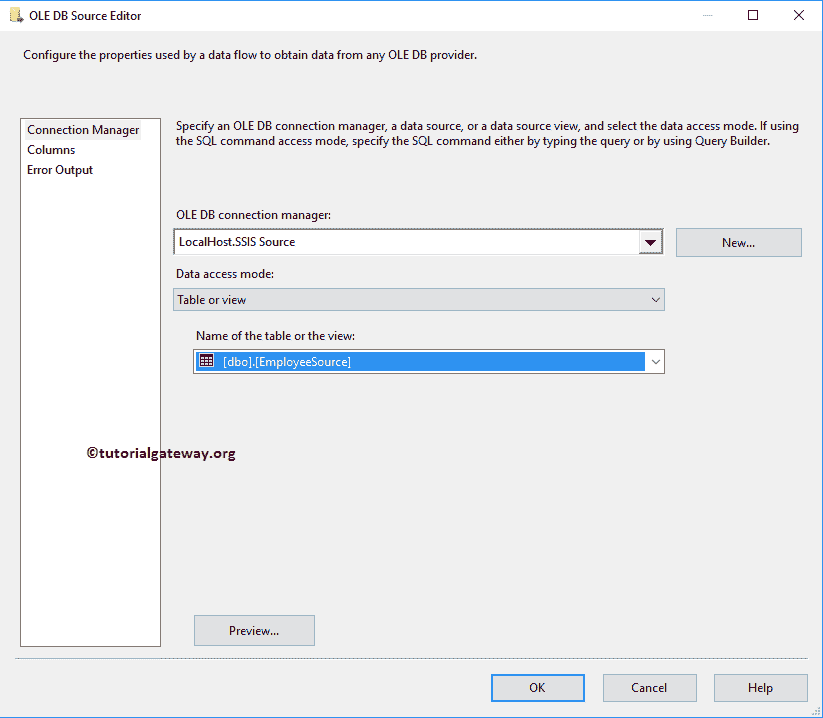 OLE DB Source Editor
Configure the properties used by a data flow to obtain data from any OLE DB provider.
Connection Manager
Columns
Error Output
Specify an OLE DB connection manager, a data source, or a data source view, and select the data access mode. If using
the SQL command access mode, specify the SQL command either by typing the query or by using Query Builder.
OLE DB connection manager:
LocalHost.SSIS Source
New...
Data access mode:
Table or view
Name of the table or the view:
[dbo].[EmployeeSource]
©tutorialgateway.org
Preview...
OK
Cancel
Help